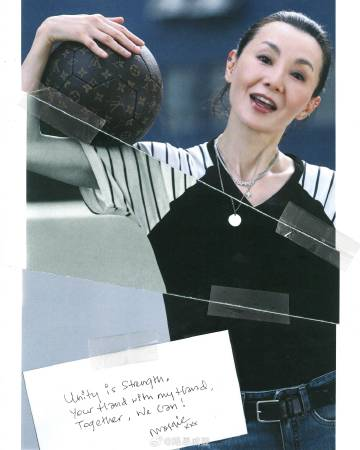 Unity is Strength.
Your Hand with my Hand,
Together, We Can!
maggie xxx